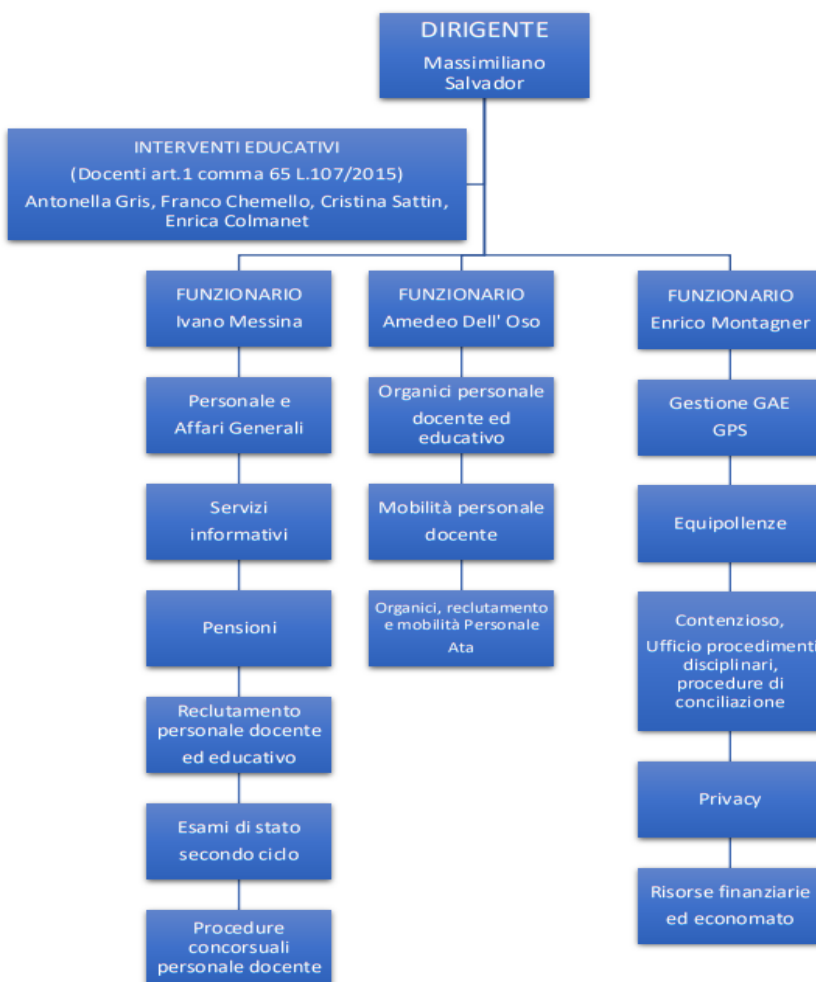 DIRIGENTE
Massimiliano
Salvador
INTERVENTI EDUCATIVI
(Docenti art.1 comma 65 L.107/2015)
Antonella Gris, Franco Chemello, Cristina Sattin,
Enrica Colmanet
FUNZIONARIO
Ivano Messina
Personale e
Affari Generali
Servizi
informativi
Pensioni
Reclutamento
personale docente
ed educativo
Esami di stato
secondo ciclo
Procedure
concorsuali
personale docente
FUNZIONARIO
Amedeo Dell' Oso
Organici personale
docente ed
educativo
Mobilità personale
docente
Organici, reclutamento
e mobilità Personale
Ata
FUNZIONARIO
Enrico Montagner
Gestione GAE
GPS
Equipollenze
Contenzioso,
Ufficio procedimenti
disciplinari,
procedure di
conciliazione
Privacy
Risorse finanziarie
ed economato